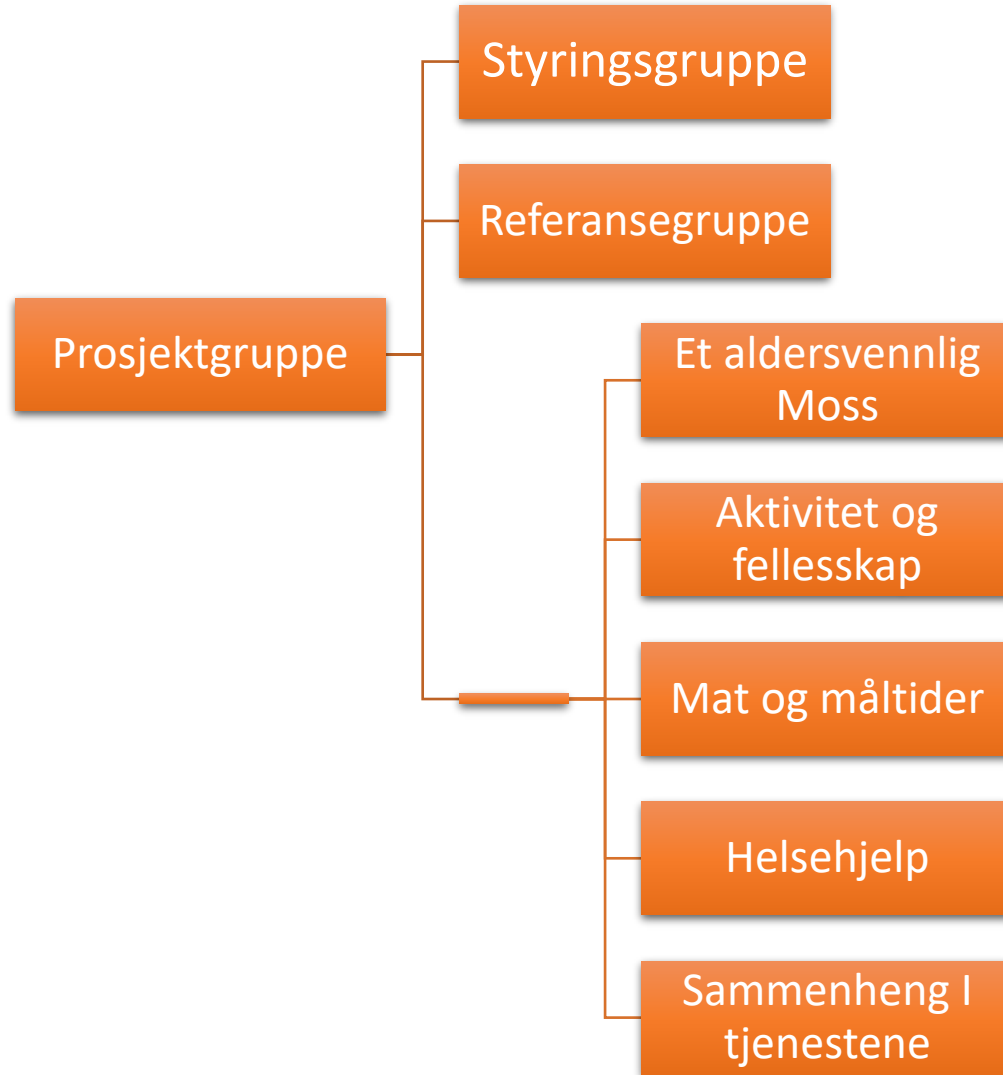 Styringsgruppe
Referansegruppe
Prosjektgruppe
Et aldersvennlig
Moss
Aktivitet og
fellesskap
Mat og måltider
Helsehjelp
Sammenheng I
tjenestene